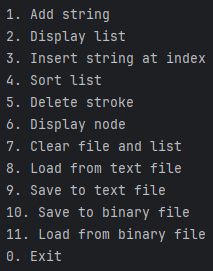 1. Add string
2. Display list
3. Insert string at index
4. Sort list
5. Delete stroke
6. Display node
7. Clear file and list
8. Load from text file
9. Save to text file
10. Save to binary file
11. Load from binary file
0. Exit